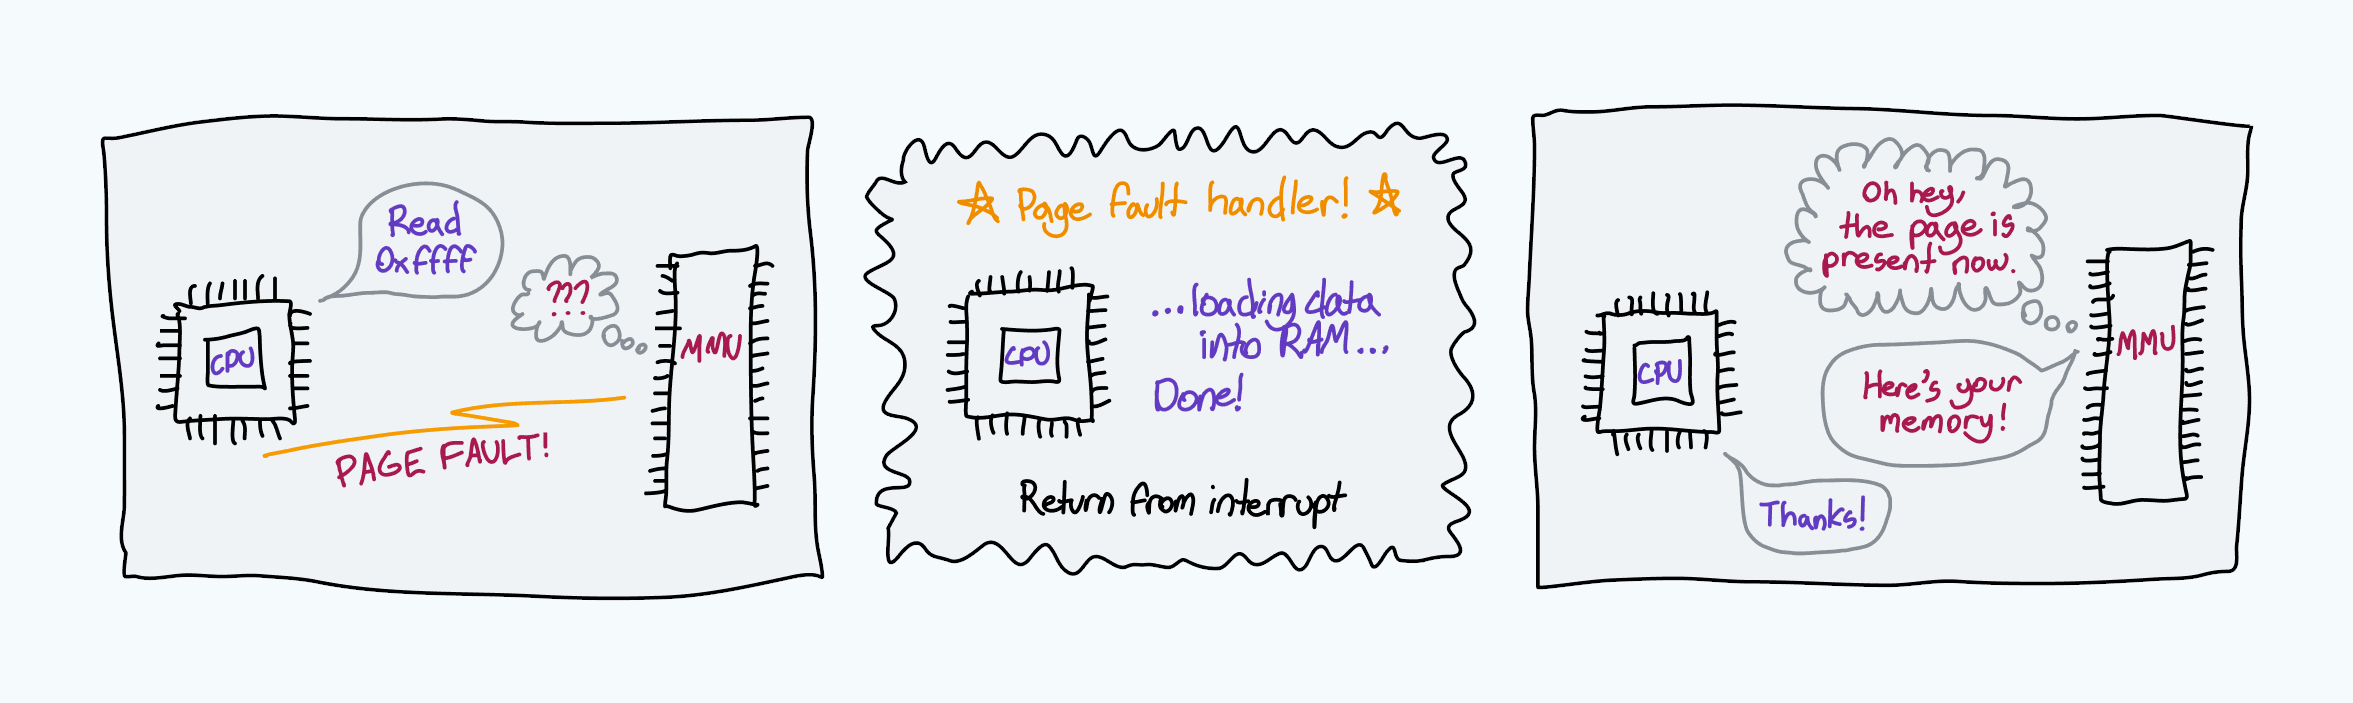 Read
0xffff
???
CPU
MMU
PAGE FAULT!
☆ Page fault handler! ☆
CPU
...loading data
into RAM...
Done!
Return from interrupt
Oh hey,
the page is
present now.
MMU
CPU
Here's your
memory!
Thanks!